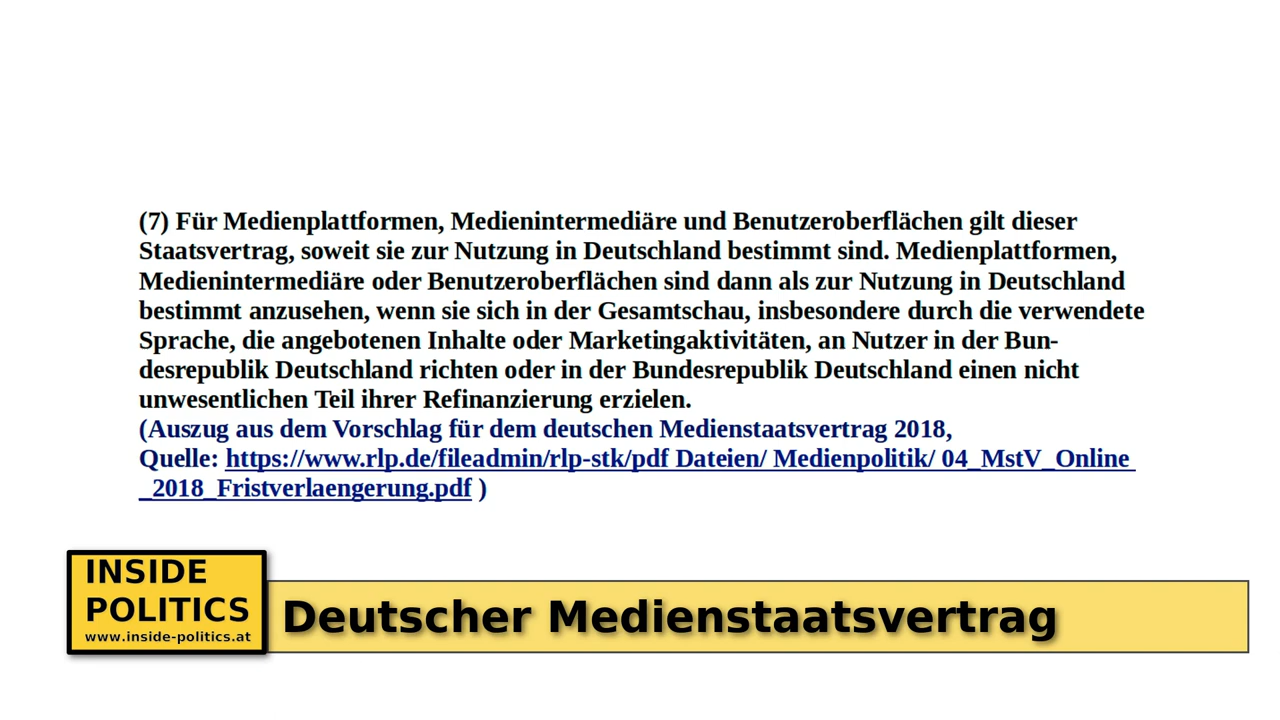 (7) Für Medienplattformen, Medienintermediäre und Benutzeroberflächen gilt dieser
Staatsvertrag, soweit sie zur Nutzung in Deutschland bestimmt sind. Medienplattformen,
Medienintermediäre oder Benutzeroberflächen sind dann als zur Nutzung in Deutschland
bestimmt anzusehen, wenn sie sich in der Gesamtschau, insbesondere durch die verwendete
Sprache, die angebotenen Inhalte oder Marketingaktivitäten, an Nutzer in der Bun-
desrepublik Deutschland richten oder in der Bundesrepublik Deutschland einen nicht
unwesentlichen Teil ihrer Refinanzierung erzielen.
(Auszug aus dem Vorschlag für dem deutschen Medienstaatsvertrag 2018,
Quelle: https://www.rlp.de/fileadmin/rlp-stk/pdf Dateien/ Medienpolitik/ 04_MstV_Online
_2018_Fristverlaengerung.pdf )
INSIDE
POLITICS
www.inside-politics.at
Deutscher Medienstaatsvertrag